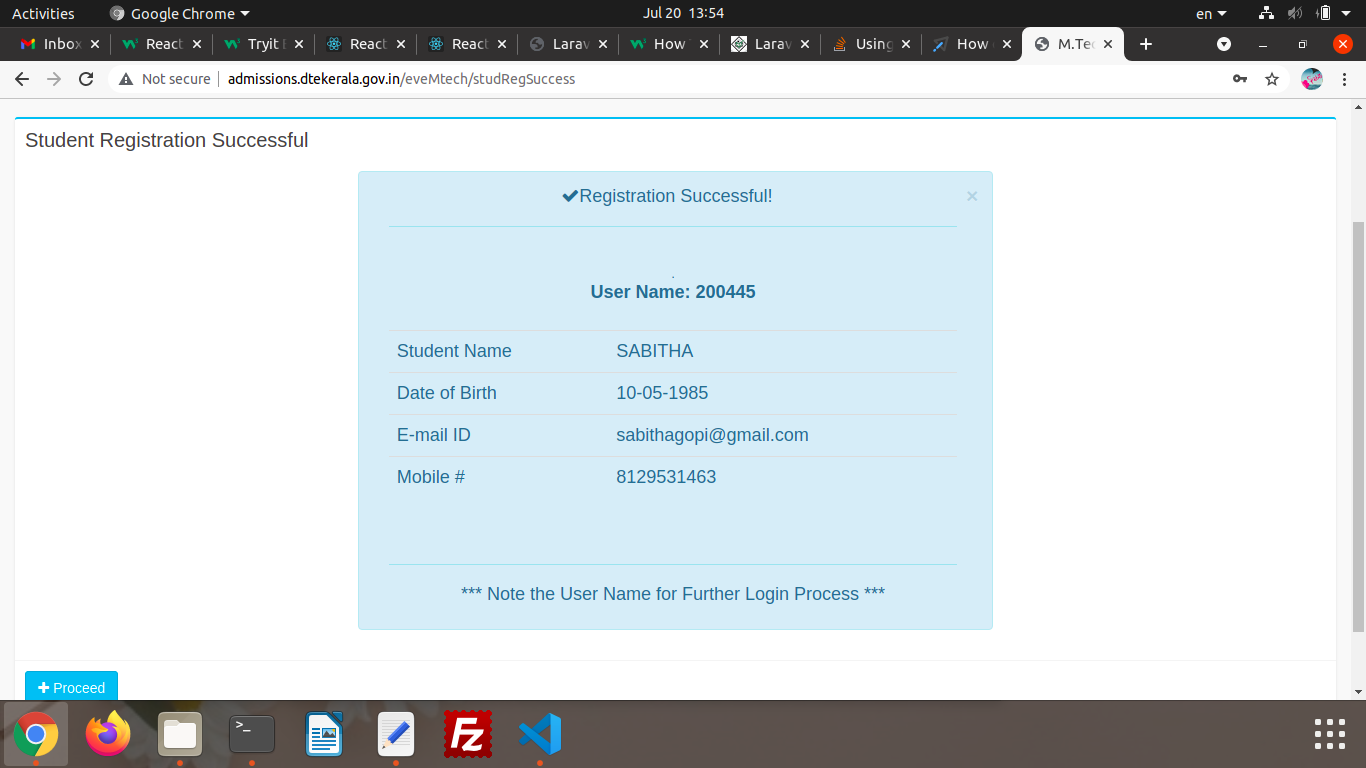 Activities Google Chrome Jul 20 13:54 en
Inbox React Tryit React React Larav How Larav Using How M.Tec
Not secure admissions.dtekerala.gov.in/eveMtech/studRegSuccess
Student Registration Successful
Registration Successful!
×
.
User Name: 200445
Student Name SABITHA
Date of Birth 10-05-1985
E-mail ID sabithagopi@gmail.com
Mobile # 8129531463
*** Note the User Name for Further Login Process ***
Proceed
>_
Fz